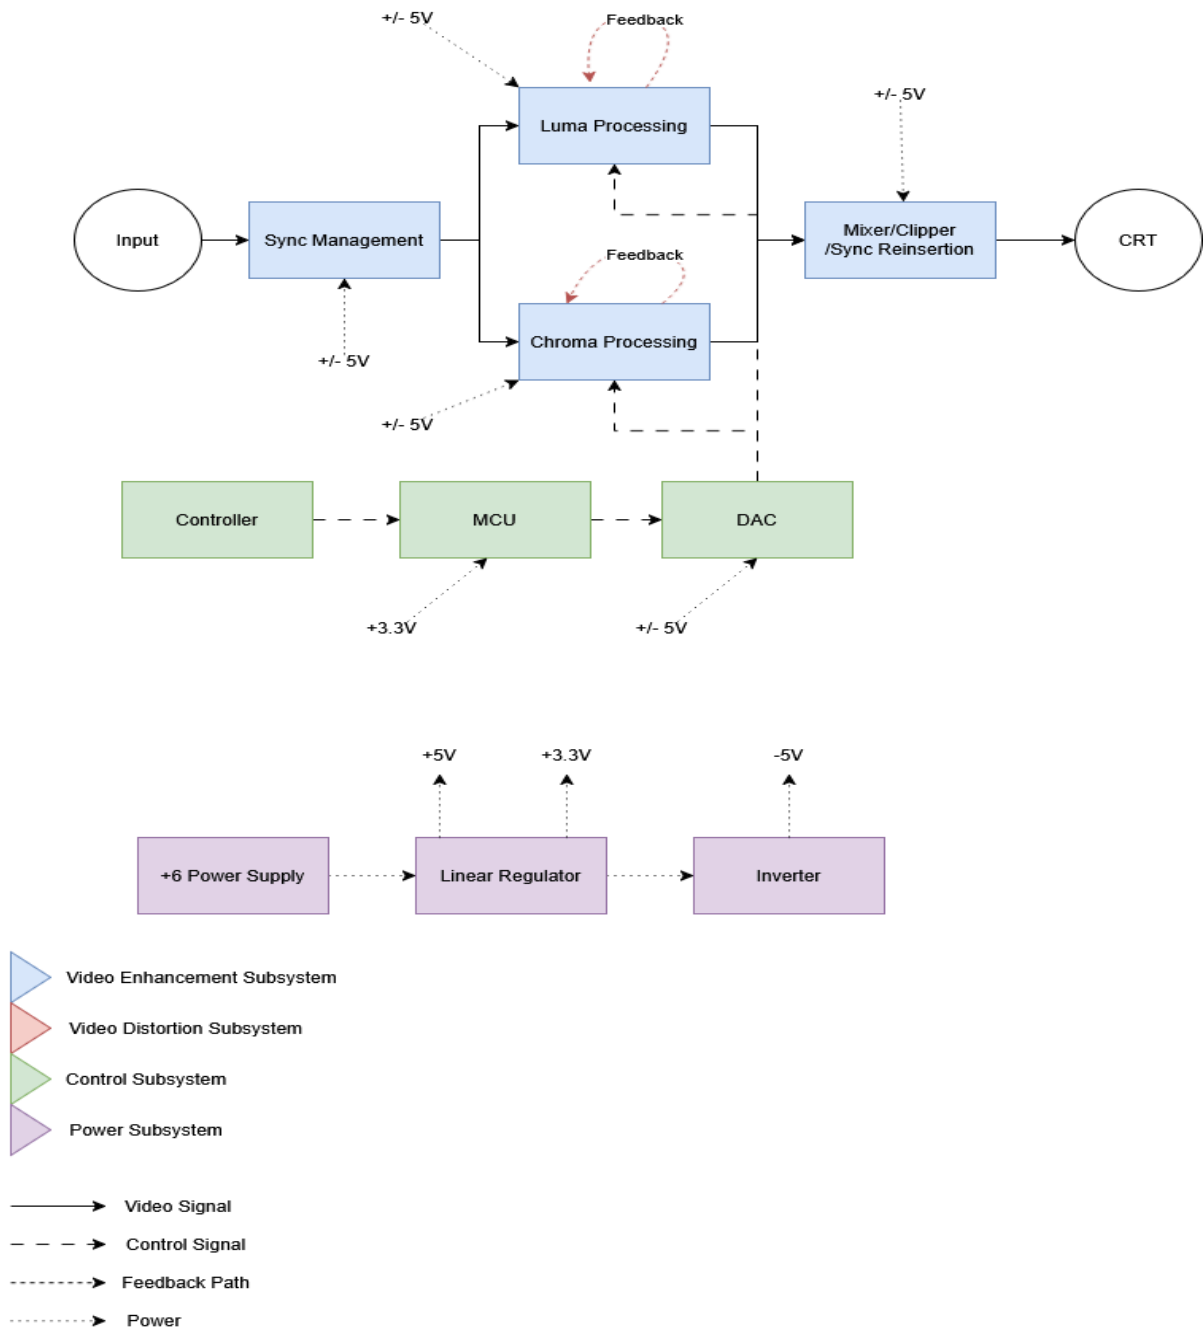 +/- 5V
Feedback
Luma Processing
+/- 5V
Input
Sync Management
Mixer/Clipper
/Sync Reinsertion
CRT
Feedback
Chroma Processing
+/- 5V
+/- 5V
Controller
MCU
DAC
+3.3V
+/- 5V
+5V
+3.3V
-5V
+6 Power Supply
Linear Regulator
Inverter
Video Enhancement Subsystem
Video Distortion Subsystem
Control Subsystem
Power Subsystem
Video Signal
Control Signal
Feedback Path
Power